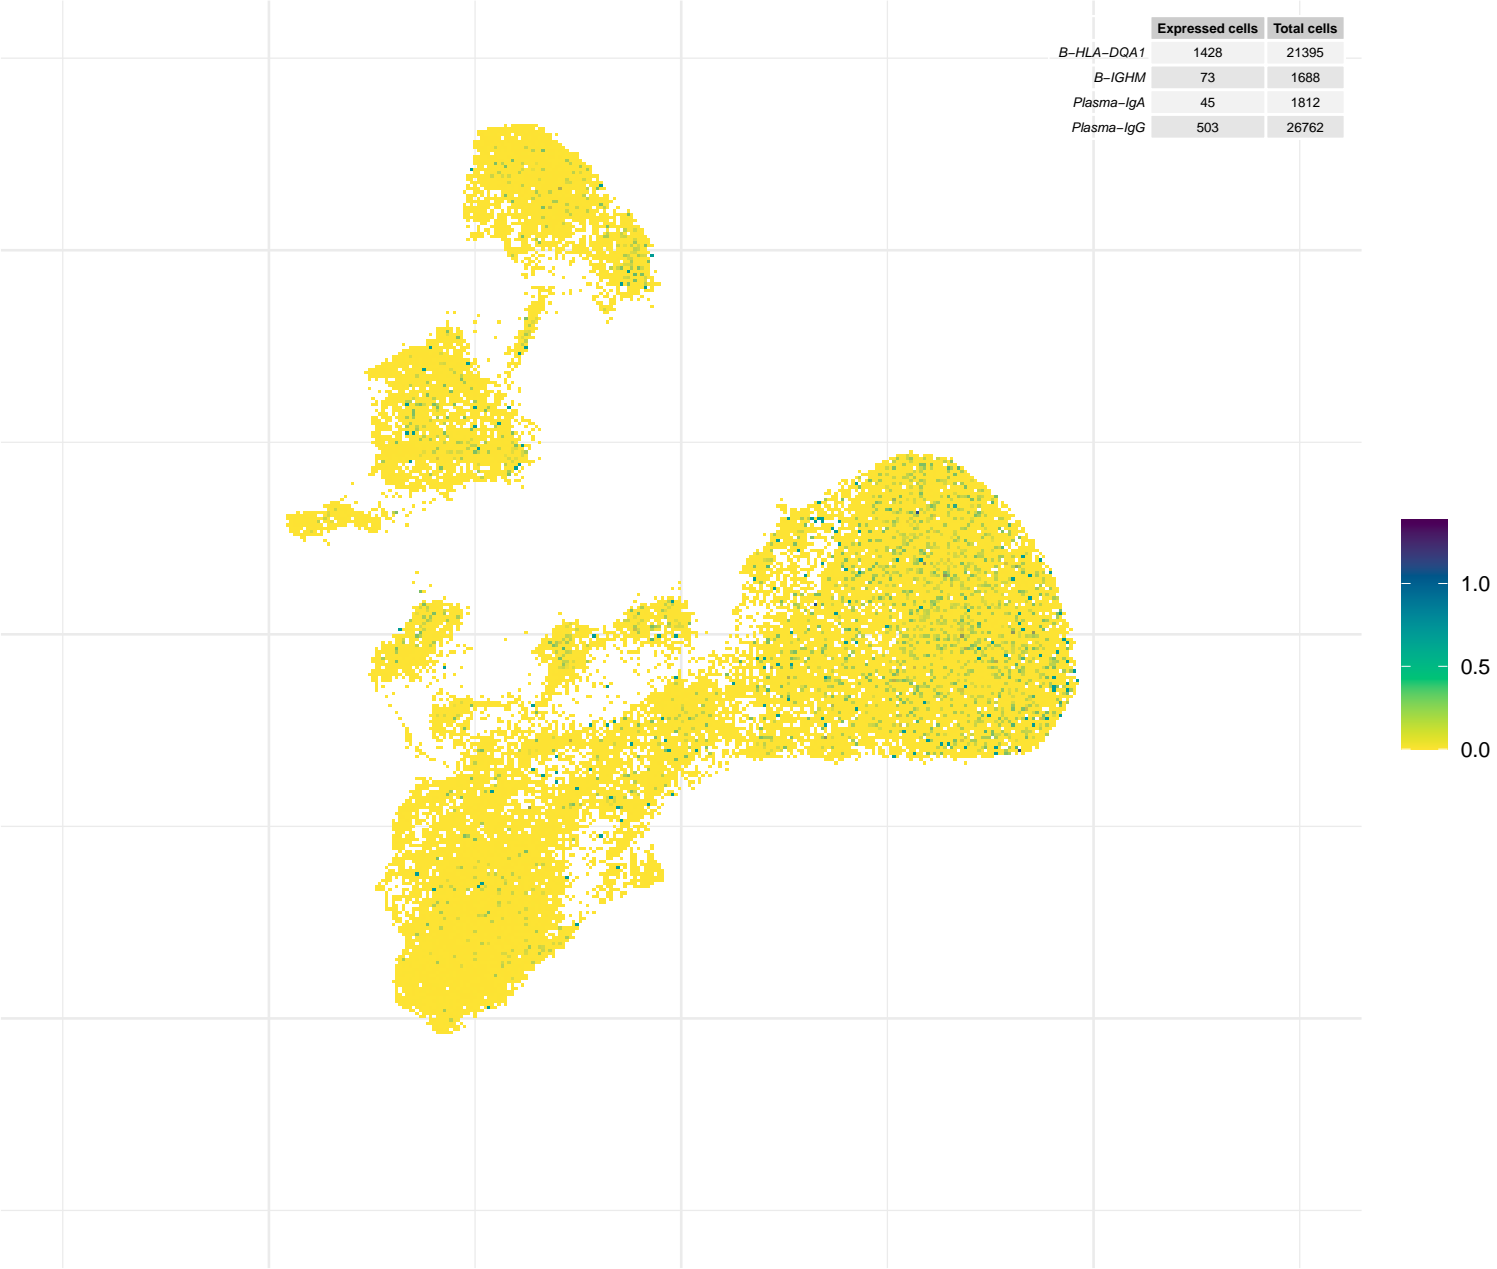 Expressed cells Total cells
B−HLA−DQA1 1428 21395
B−IGHM 73 1688
Plasma−IgA 45 1812
Plasma−IgG 503 26762
1.0
0.5
0.0